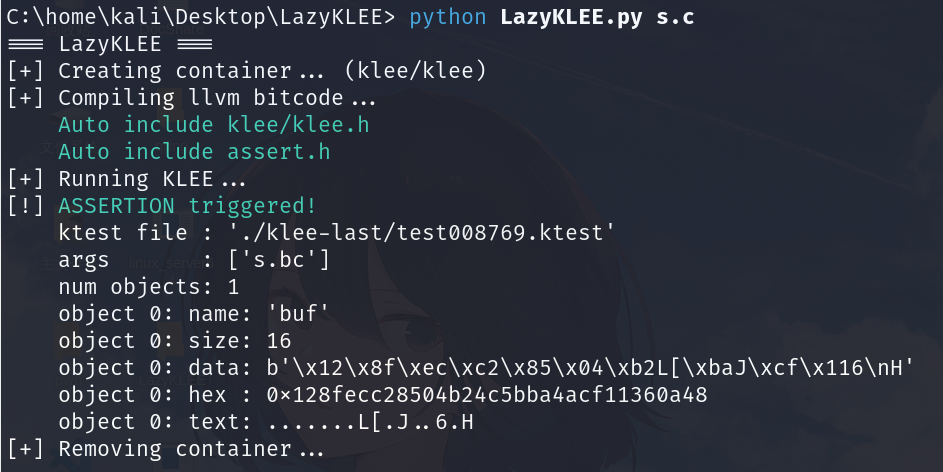 C:\home\kali\Desktop\LazyKLEE> python LazyKLEE.py s.c
=== LazyKLEE ===
[+] Creating container... (klee/klee)
[+] Compiling llvm bitcode...
    Auto include klee/klee.h
    Auto include assert.h
[+] Running KLEE...
[!] ASSERTION triggered!
    ktest file : './klee-last/test008769.ktest'
    args       : ['s.bc']
    num objects: 1
    object 0: name: 'buf'
    object 0: size: 16
    object 0: data: b'\x12\x8f\xec\xc2\x85\x04\xb2L[\xbaJ\xcf\x116\nH'
    object 0: hex : 0x128fecc28504b24c5bba4acf11360a48
    object 0: text: .......L[.J..6.H
[+] Removing container...